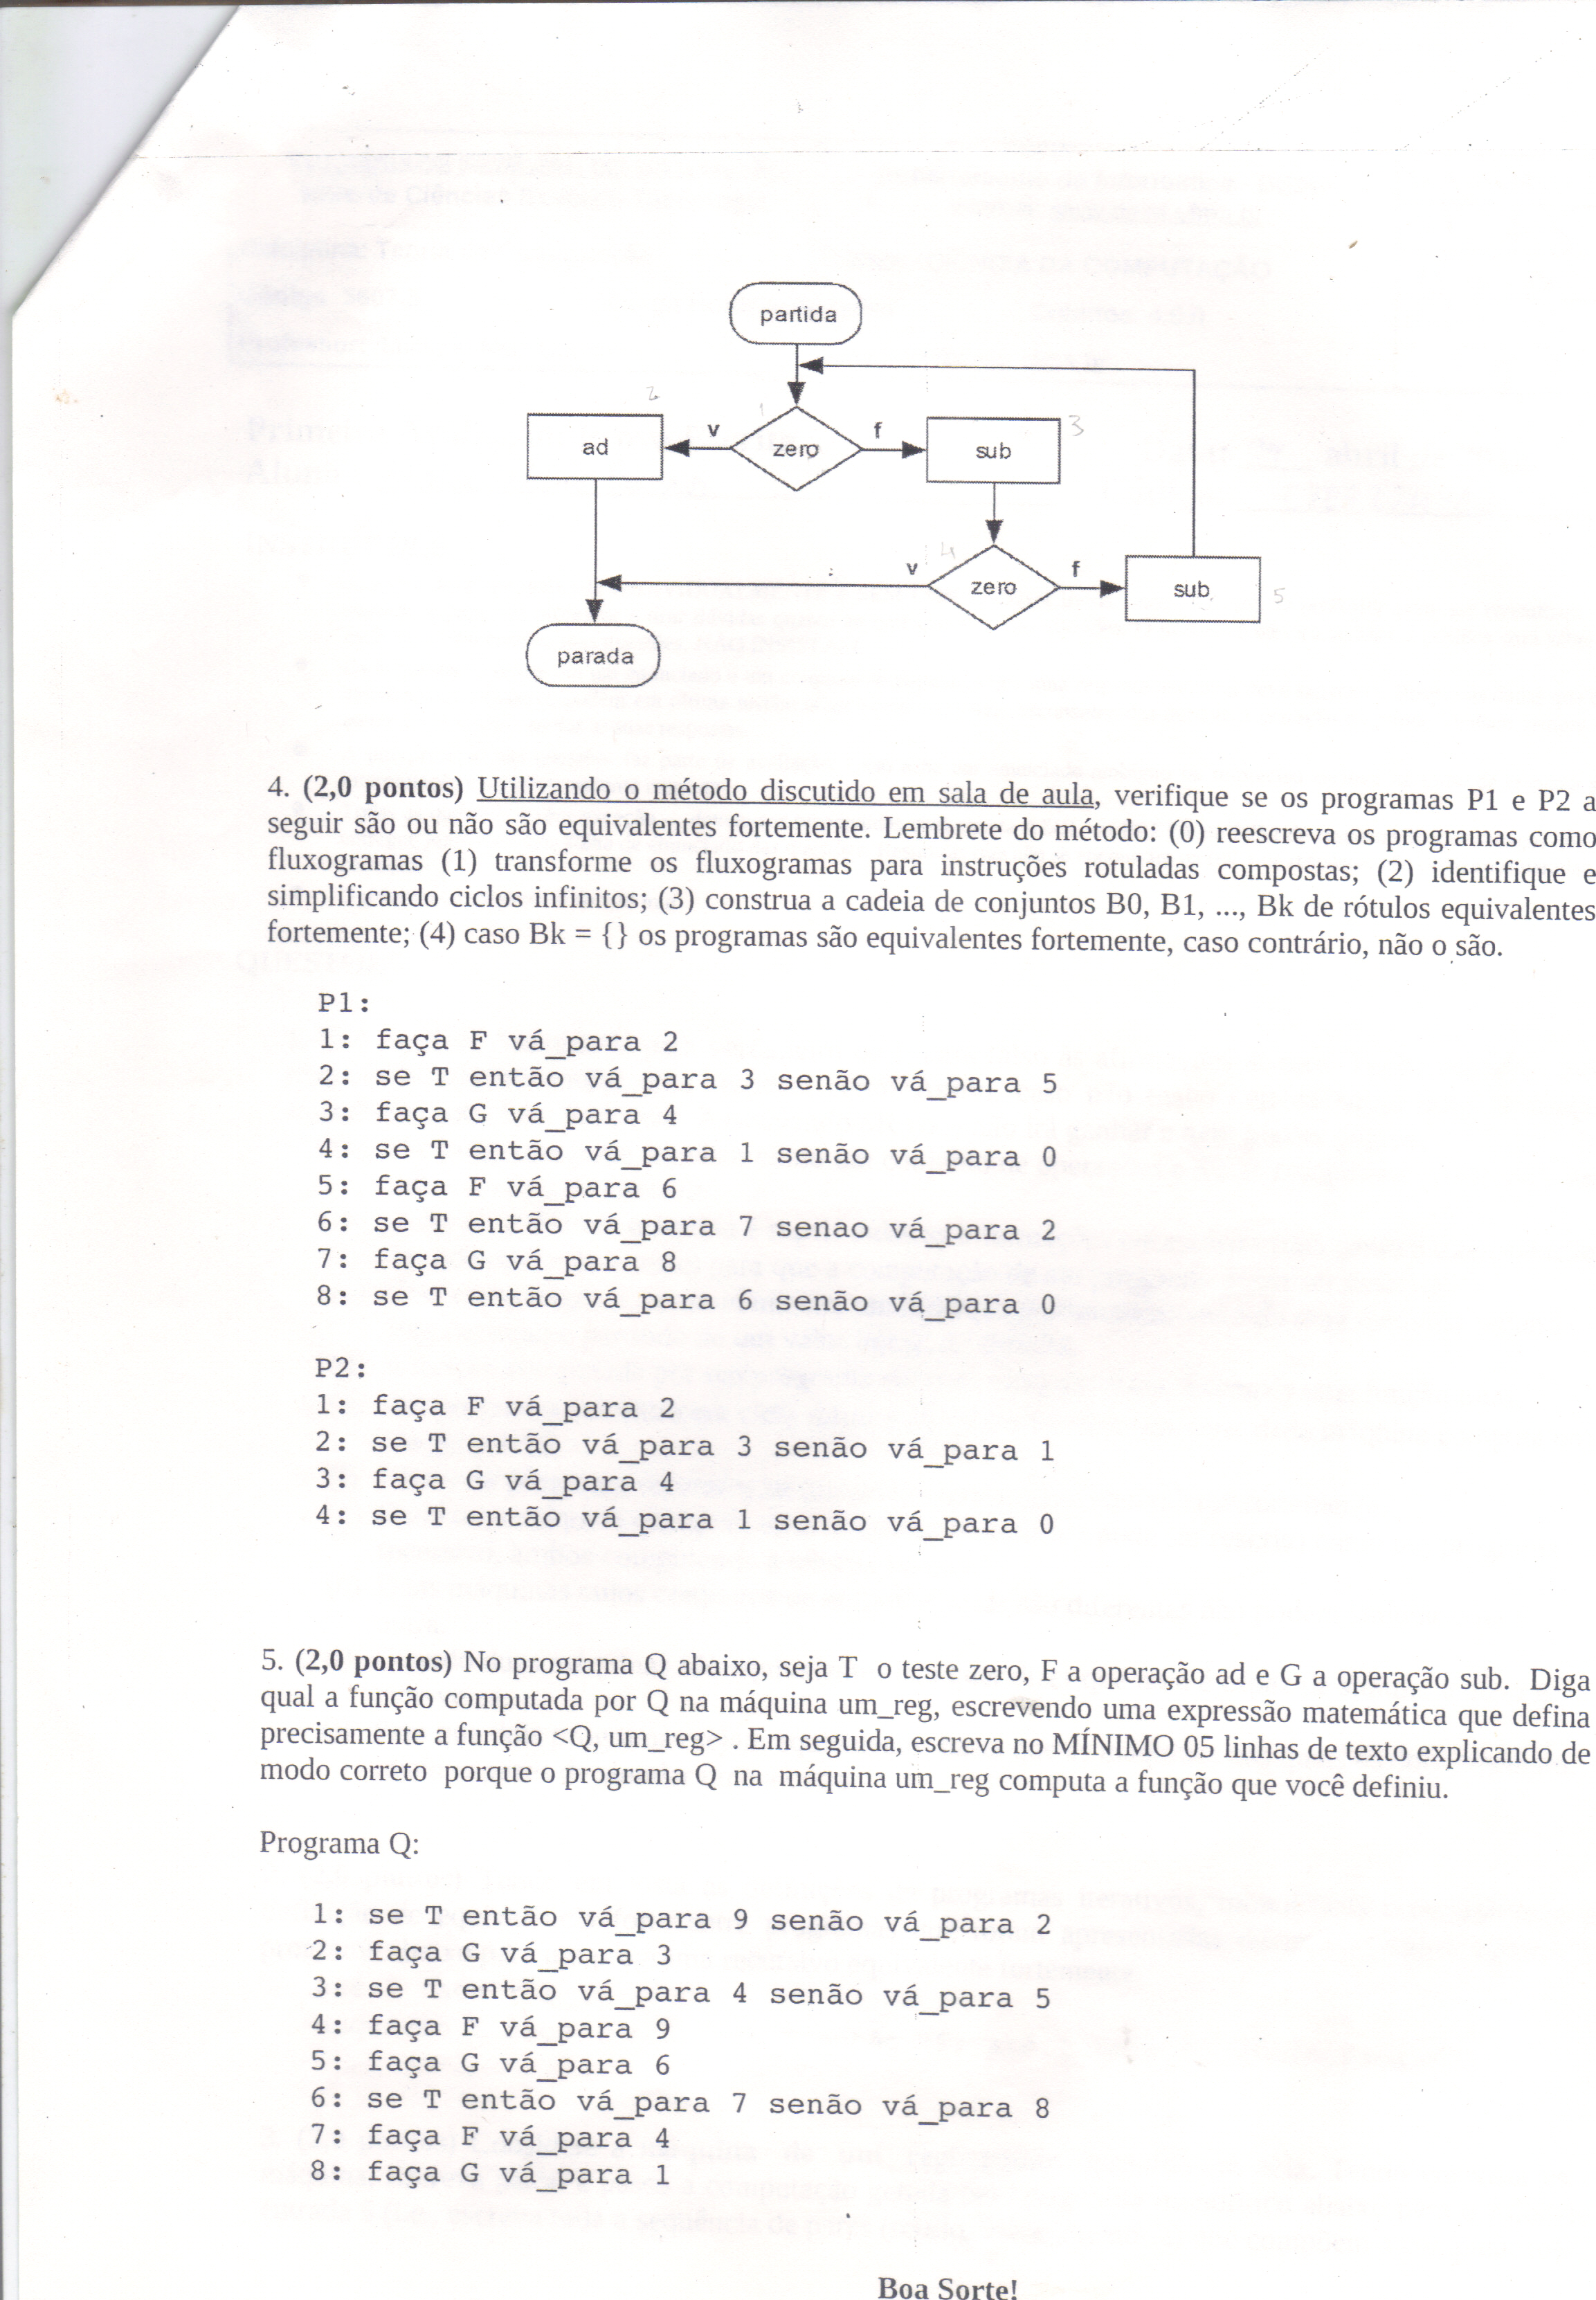 partida
2
1
v
f
3
ad
zero
sub
4
v
f
zero
sub
5
parada
4. (2,0 pontos) Utilizando o método discutido em sala de aula, verifique se os programas P1 e P2 a
seguir são ou não são equivalentes fortemente. Lembrete do método: (0) reescreva os programas como
fluxogramas (1) transforme os fluxogramas para instruções rotuladas compostas; (2) identifique e
simplificando ciclos infinitos; (3) construa a cadeia de conjuntos B0, B1, ..., Bk de rótulos equivalentes
fortemente; (4) caso Bk = {} os programas são equivalentes fortemente, caso contrário, não o são.
P1:
1: faça F vá_para 2
2: se T então vá_para 3 senão vá_para 5
3: faça G vá_para 4
4: se T então vá_para 1 senão vá_para 0
5: faça F vá_para 6
6: se T então vá_para 7 senao vá_para 2
7: faça G vá_para 8
8: se T então vá_para 6 senão vá_para 0
P2:
1: faça F vá_para 2
2: se T então vá_para 3 senão vá_para 1
3: faça G vá_para 4
4: se T então vá_para 1 senão vá_para 0
5. (2,0 pontos) No programa Q abaixo, seja T o teste zero, F a operação ad e G a operação sub. Diga
qual a função computada por Q na máquina um_reg, escrevendo uma expressão matemática que defina
precisamente a função <Q, um_reg> . Em seguida, escreva no MÍNIMO 05 linhas de texto explicando de
modo correto porque o programa Q na máquina um_reg computa a função que você definiu.
Programa Q:
1: se T então vá_para 9 senão vá_para 2
2: faça G vá_para 3
3: se T então vá_para 4 senão vá_para 5
4: faça F vá_para 9
5: faça G vá_para 6
6: se T então vá_para 7 senão vá_para 8
7: faça F vá_para 4
8: faça G vá_para 1
Boa Sorte!